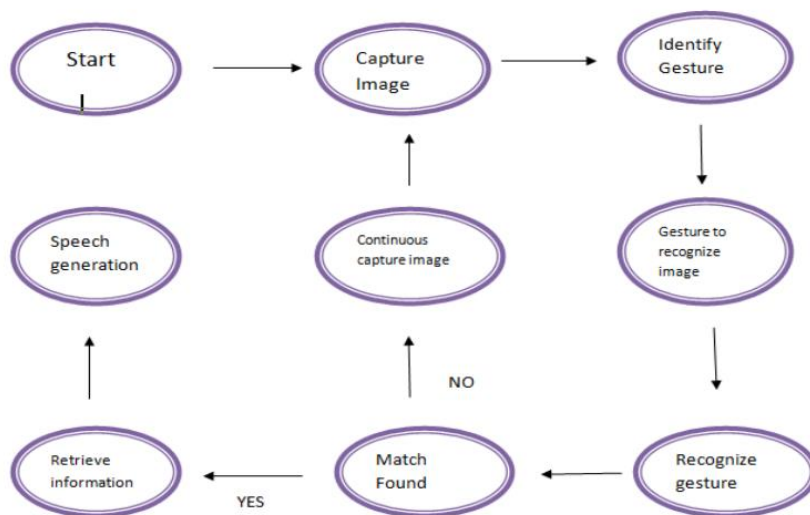 Start
Capture
Image
Identify
Gesture
Speech
generation
Continuous
capture image
Gesture to
recognize
image
NO
Retrieve
information
YES
Match
Found
Recognize
gesture